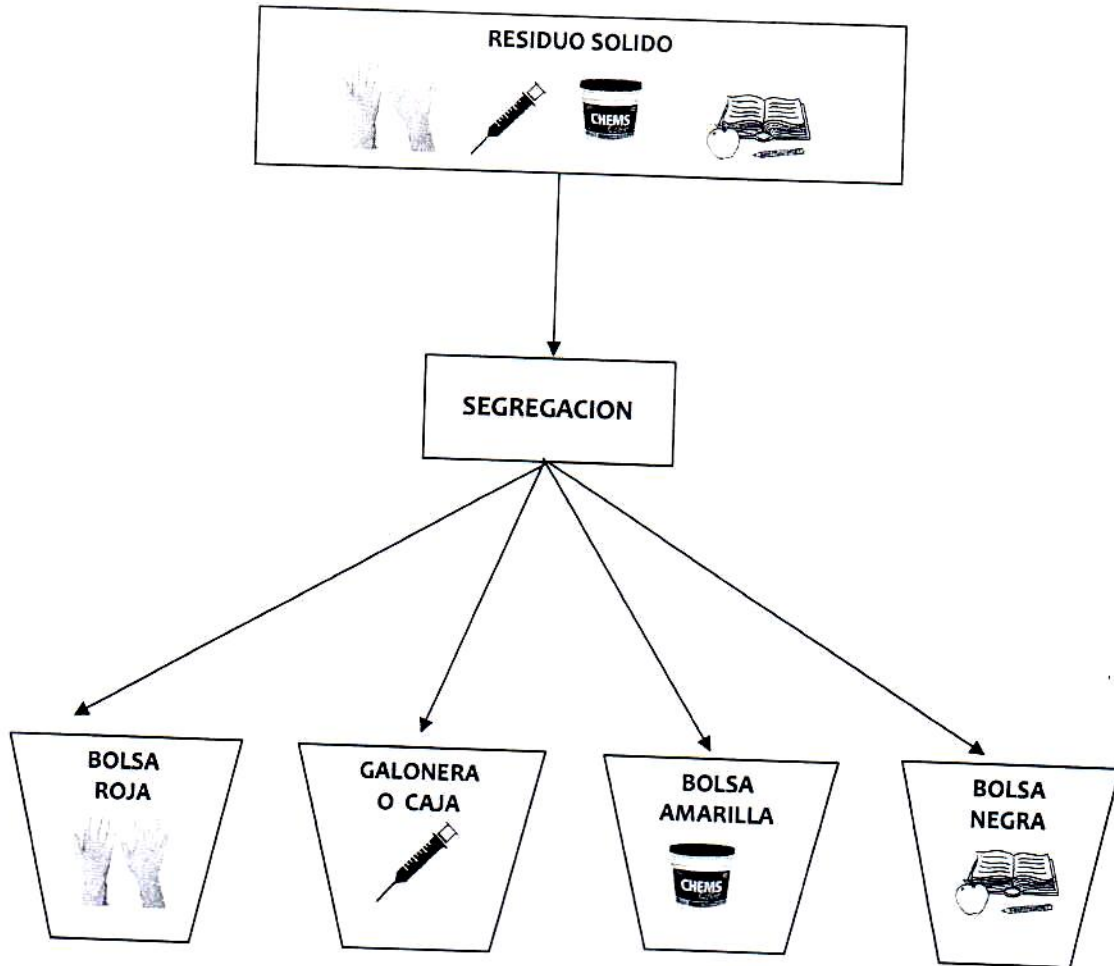 RESIDUO SOLIDO
CHEMS
SEGREGACION
BOLSA
ROJA
GALONERA
O CAJA
BOLSA
AMARILLA
CHEMS
BOLSA
NEGRA